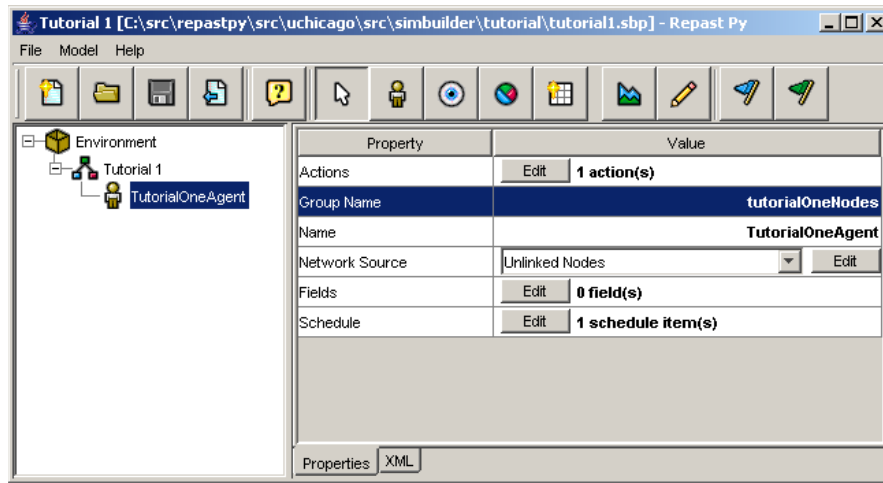 Tutorial 1 [C:\src\repastpy\src\uchicago\src\simbuilder\tutorial\tutorial1.sbp] - Repast Py
File Model Help
Environment
Tutorial 1
TutorialOneAgent
Property Value
Actions Edit 1 action(s)
Group Name tutorialOneNodes
Name TutorialOneAgent
Network Source Unlinked Nodes Edit
Fields Edit 0 field(s)
Schedule Edit 1 schedule item(s)
Properties XML